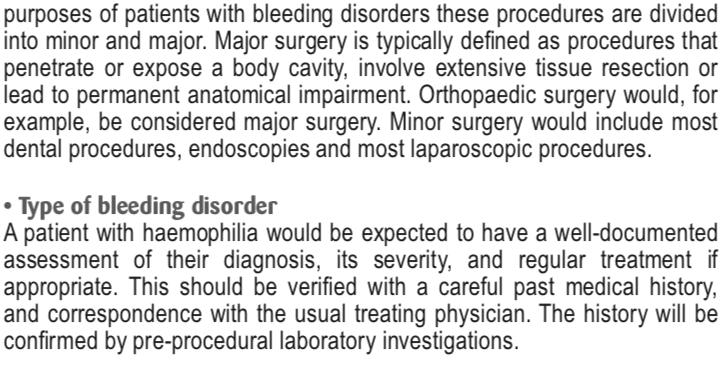 purposes of patients with bleeding disorders these procedures are divided
into minor and major. Major surgery is typically defined as procedures that
penetrate or expose a body cavity, involve extensive tissue resection or
lead to permanent anatomical impairment. Orthopaedic surgery would, for
example, be considered major surgery. Minor surgery would include most
dental procedures, endoscopies and most laparoscopic procedures.
• Type of bleeding disorder
A patient with haemophilia would be expected to have a well-documented
assessment of their diagnosis, its severity, and regular treatment if
appropriate. This should be verified with a careful past medical history,
and correspondence with the usual treating physician. The history will be
confirmed by pre-procedural laboratory investigations.